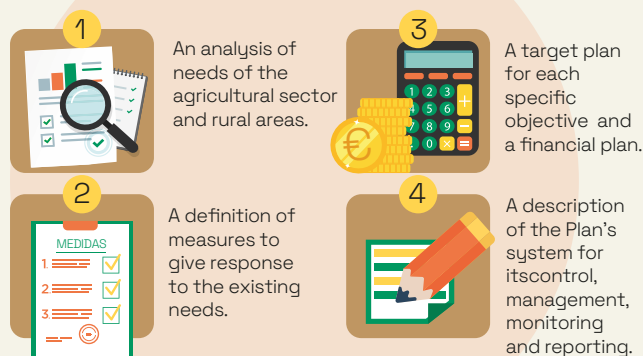 1
An analysis of
needs of the
agricultural sector
and rural areas.
2
MEDIDAS
1.
2.
3.
A definition of
measures to
give response
to the existing
needs.
3
€
1 2 3 +
4 5 6
7 8 9 −
0 × =
A target plan
for each
specific
objective and
a financial plan.
4
A description
of the Plan's
system for
itscontrol,
management,
monitoring
and reporting.